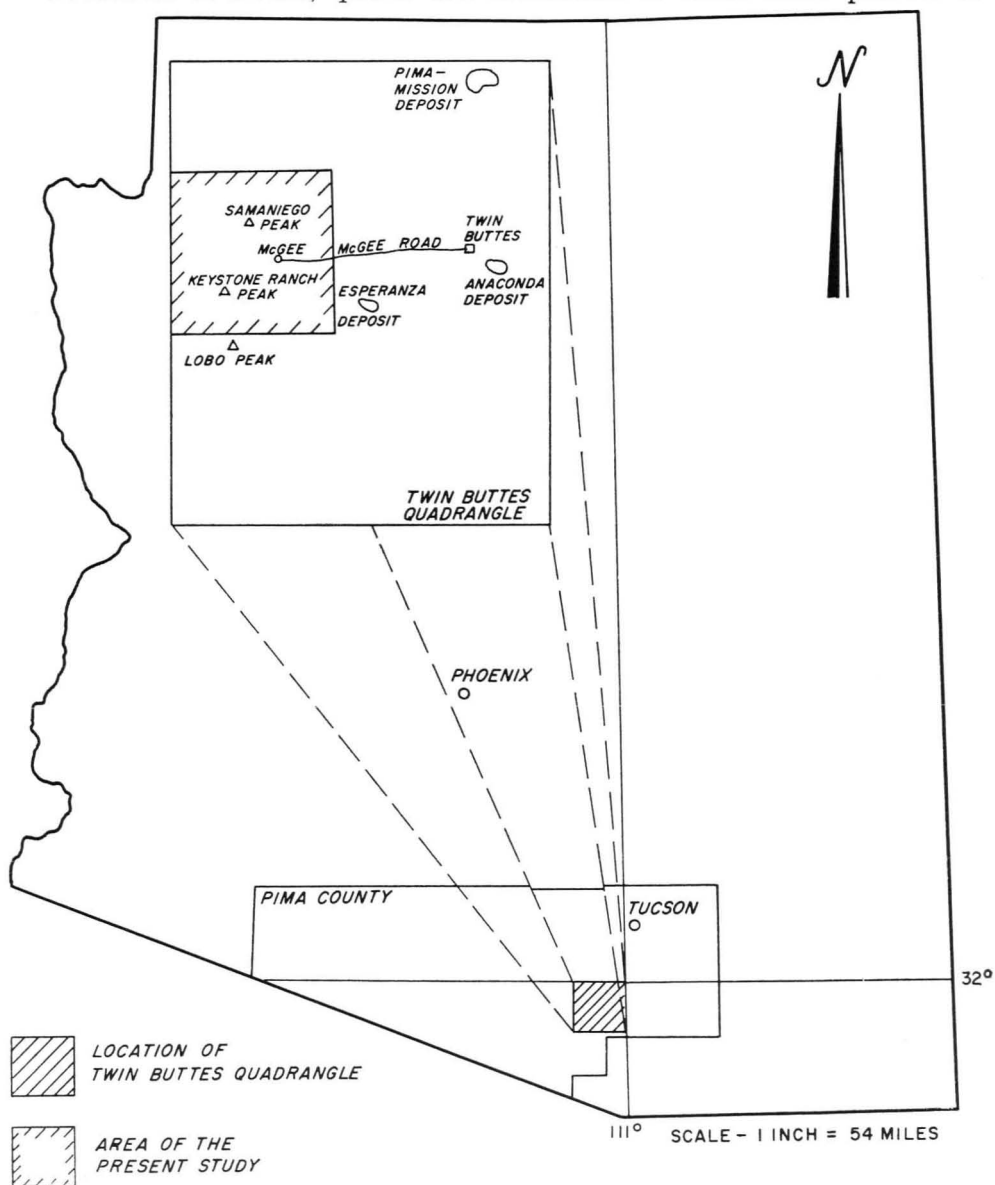 N
PIMA-
MISSION
DEPOSIT
SAMANIEGO
PEAK
McGEE
McGEE ROAD
TWIN
BUTTES
KEYSTONE RANCH
PEAK
ESPERANZA
DEPOSIT
ANACONDA
DEPOSIT
LOBO PEAK
TWIN BUTTES
QUADRANGLE
PHOENIX
PIMA COUNTY
TUCSON
32°
LOCATION OF
TWIN BUTTES QUADRANGLE
111°
SCALE - 1 INCH = 54 MILES
AREA OF THE
PRESENT STUDY